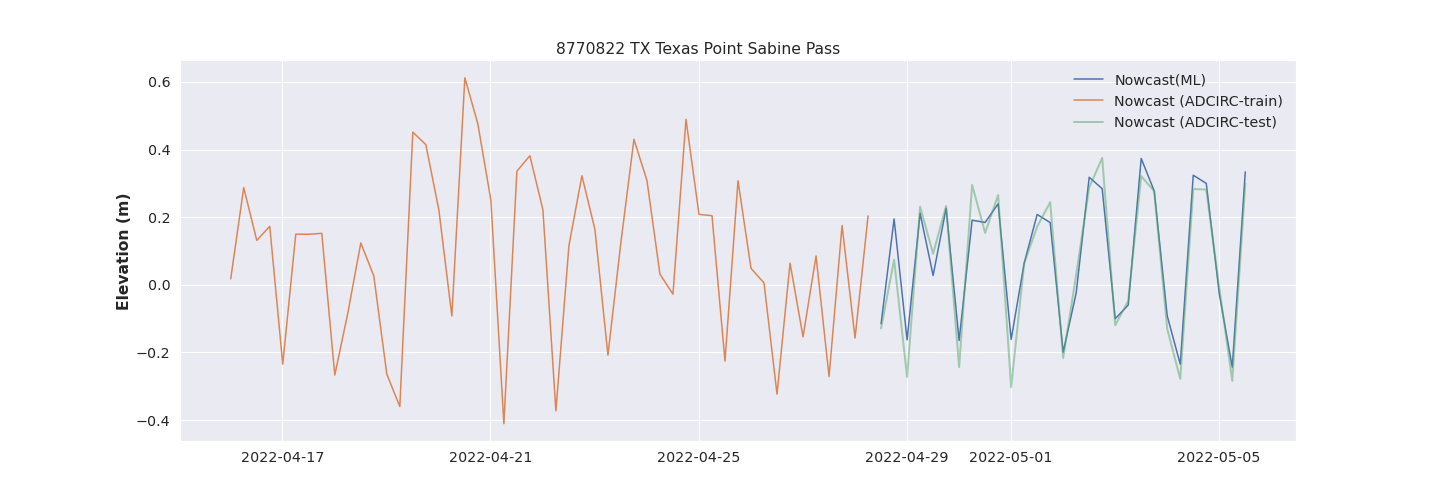 8770822 TX Texas Point Sabine Pass
Elevation (m)
0.6
0.4
0.2
0.0
−0.2
−0.4
Nowcast(ML)
Nowcast (ADCIRC-train)
Nowcast (ADCIRC-test)
2022-04-17 2022-04-21 2022-04-25 2022-04-29 2022-05-01 2022-05-05